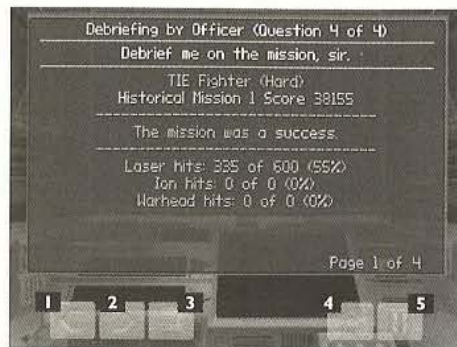 Debriefing by Officer (Question 4 of 4)
Debrief me on the mission, sir.
TIE Fighter (Hard)
Historical Mission 1 Score 38155
The mission was a success.
Laser hits: 335 of 600 (55%)
Ion hits: 0 of 0 (0%)
Warhead hits: 0 of 0 (0%)
Page 1 of 4
1 2 3 4 5